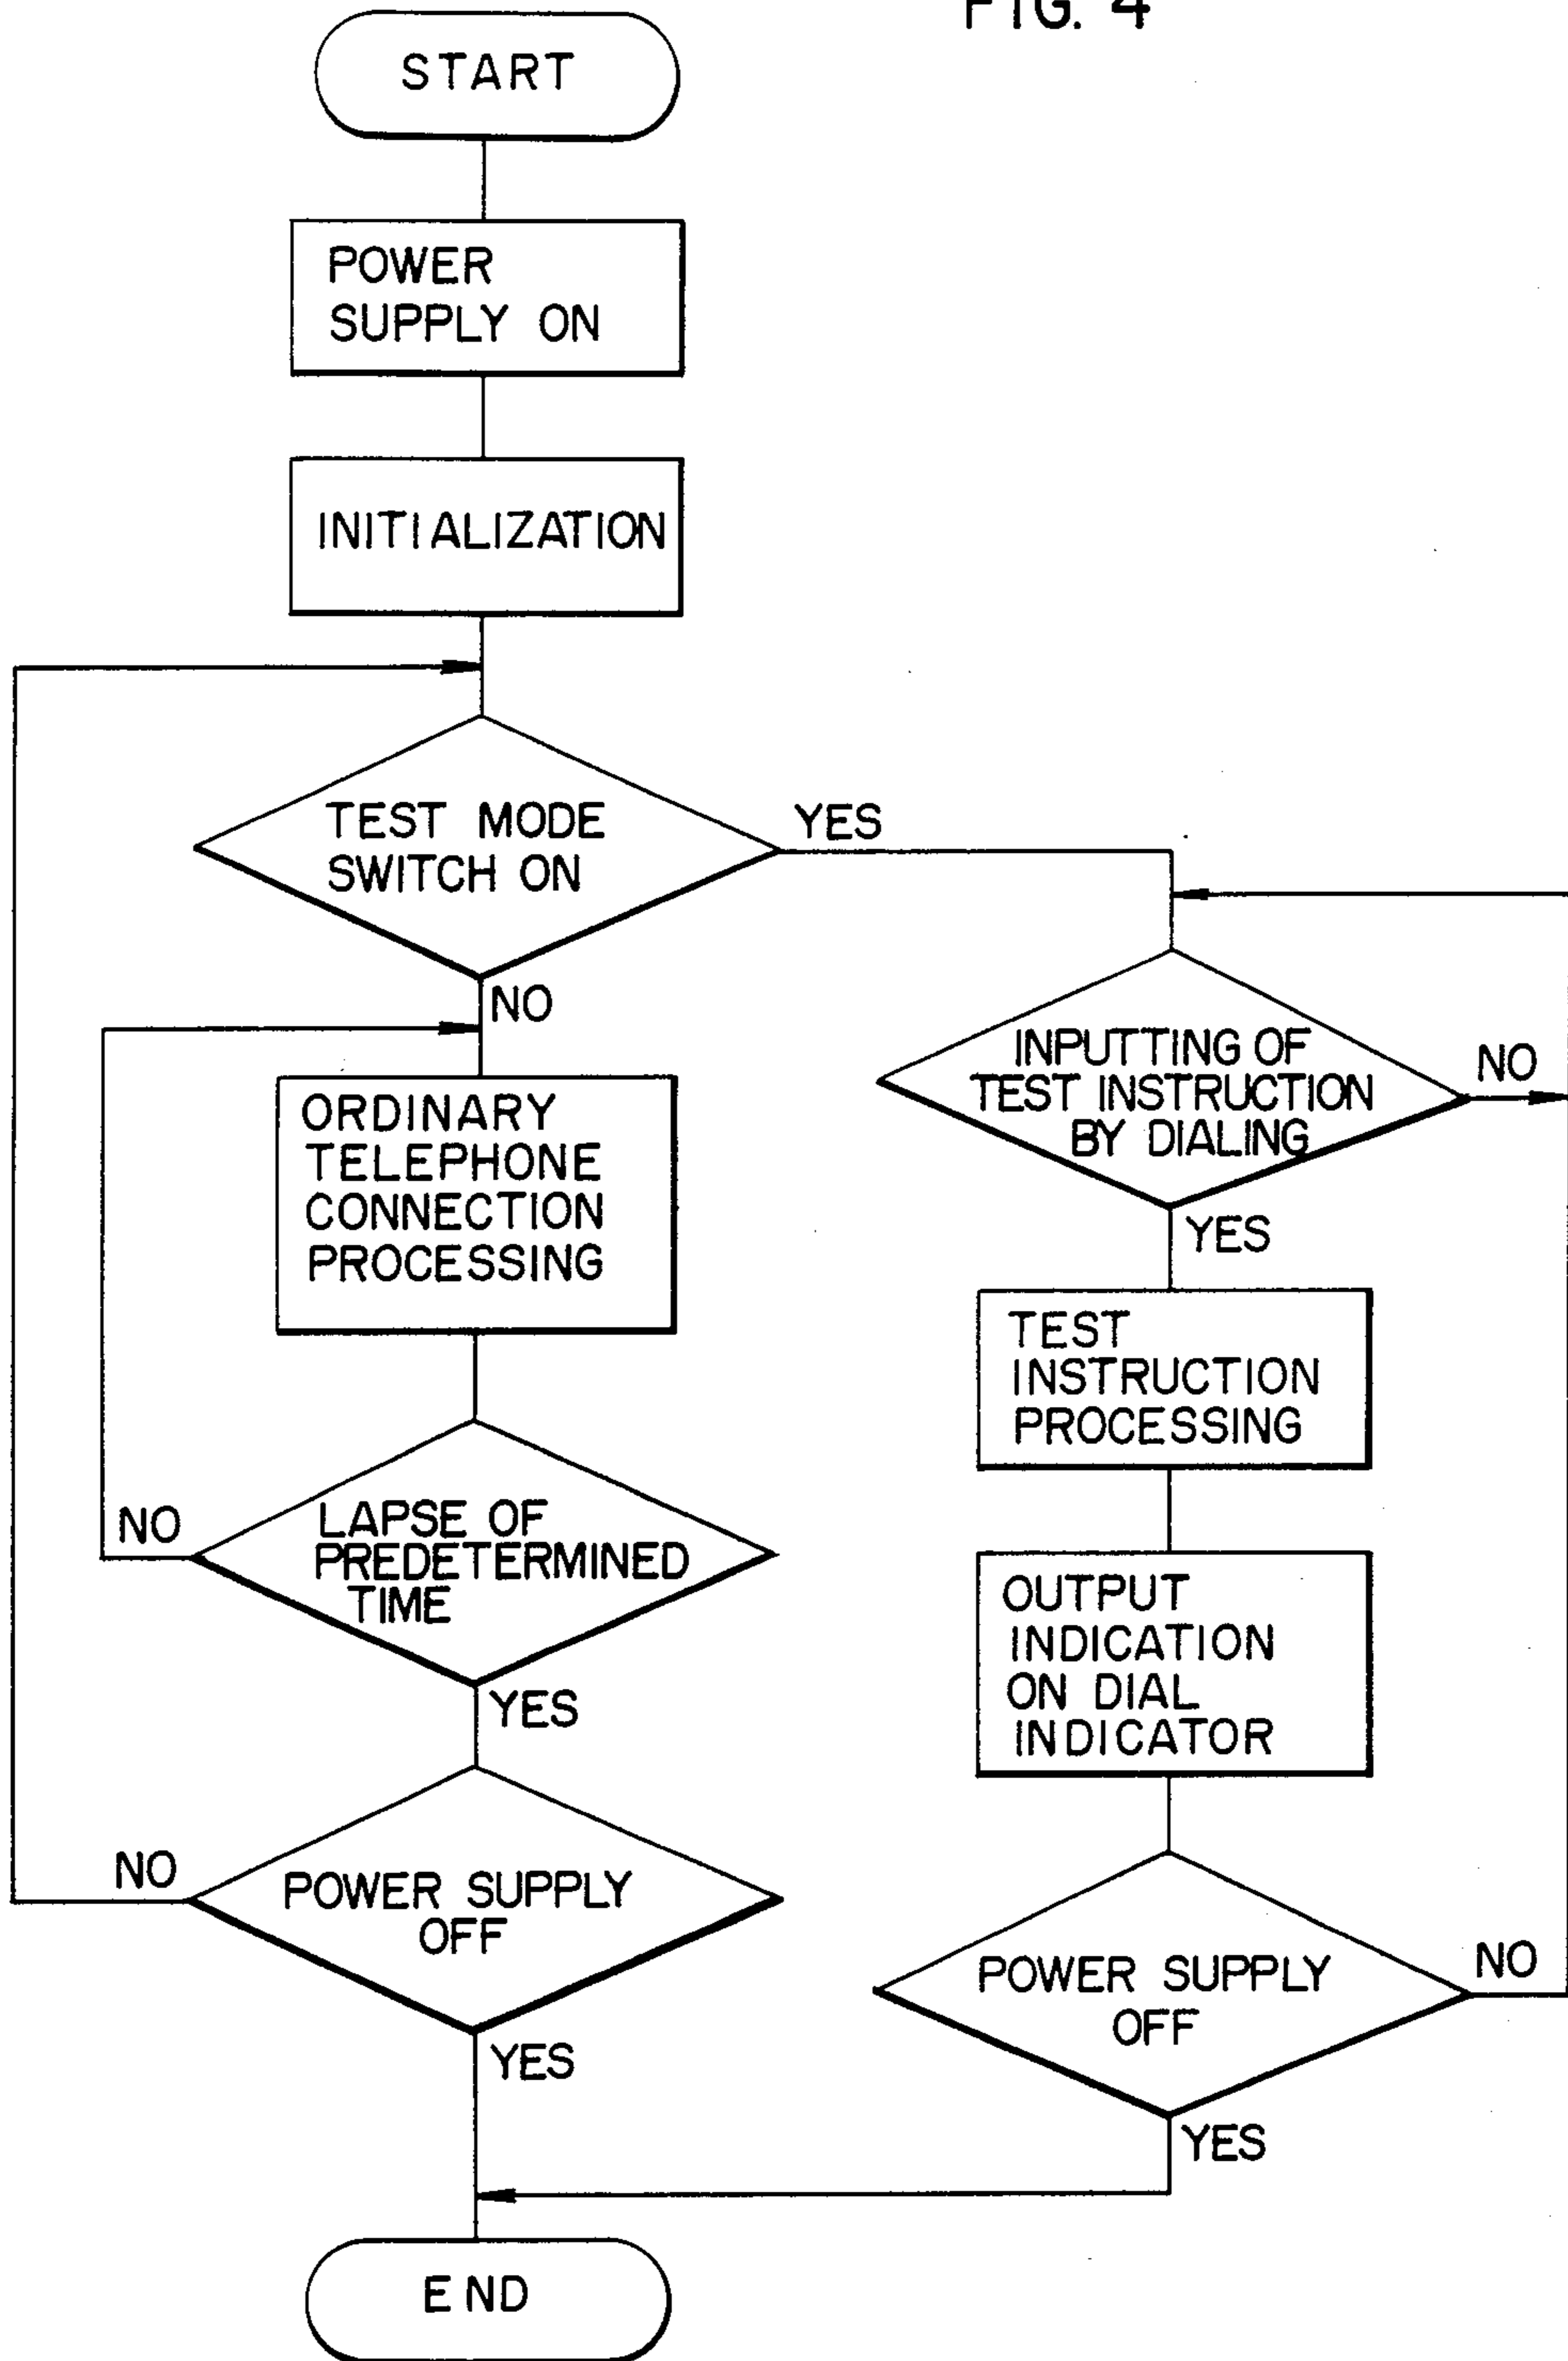 FIG. 4
START
POWER
SUPPLY ON
INITIALIZATION
TEST MODE
SWITCH ON
YES
NO
ORDINARY
TELEPHONE
CONNECTION
PROCESSING
LAPSE OF
PREDETERMINED
TIME
NO
YES
POWER SUPPLY
OFF
NO
YES
INPUTTING OF
TEST INSTRUCTION
BY DIALING
NO
YES
TEST
INSTRUCTION
PROCESSING
OUTPUT
INDICATION
ON DIAL
INDICATOR
POWER SUPPLY
OFF
NO
YES
END